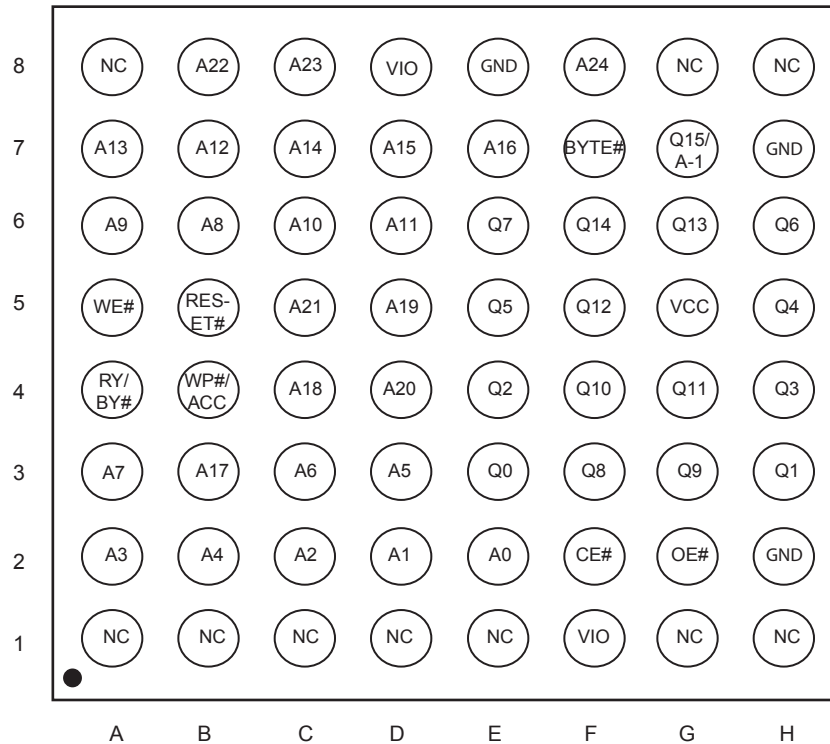 8 NC A22 A23 VIO GND A24 NC NC
7 A13 A12 A14 A15 A16 BYTE# Q15/
A-1 GND
6 A9 A8 A10 A11 Q7 Q14 Q13 Q6
5 WE# RES-
ET# A21 A19 Q5 Q12 VCC Q4
4 RY/
BY# WP#/
ACC A18 A20 Q2 Q10 Q11 Q3
3 A7 A17 A6 A5 Q0 Q8 Q9 Q1
2 A3 A4 A2 A1 A0 CE# OE# GND
1 NC NC NC NC NC VIO NC NC
A B C D E F G H